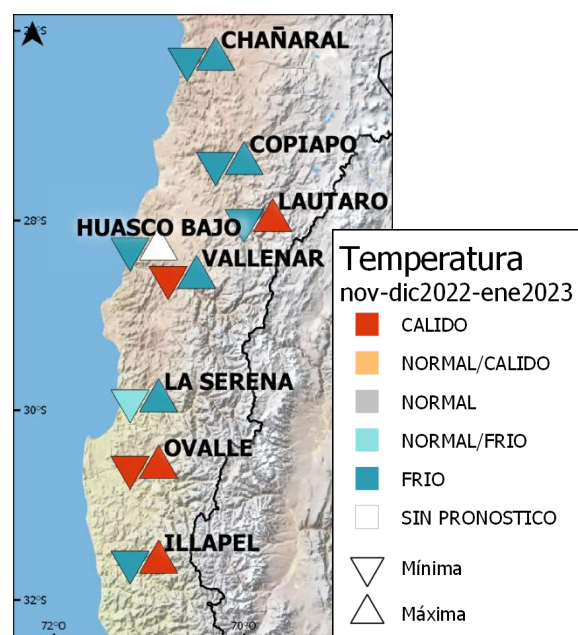 26°S
CHAÑARAL
COPIAPO
LAUTARO
28°S
HUASCO BAJO
VALLENAR
LA SERENA
30°S
OVALLE
ILLAPEL
32°S
72°O
70°O
Temperatura
nov-dic2022-ene2023
CALIDO
NORMAL/CALIDO
NORMAL
NORMAL/FRIO
FRIO
SIN PRONOSTICO
Mínima
Máxima